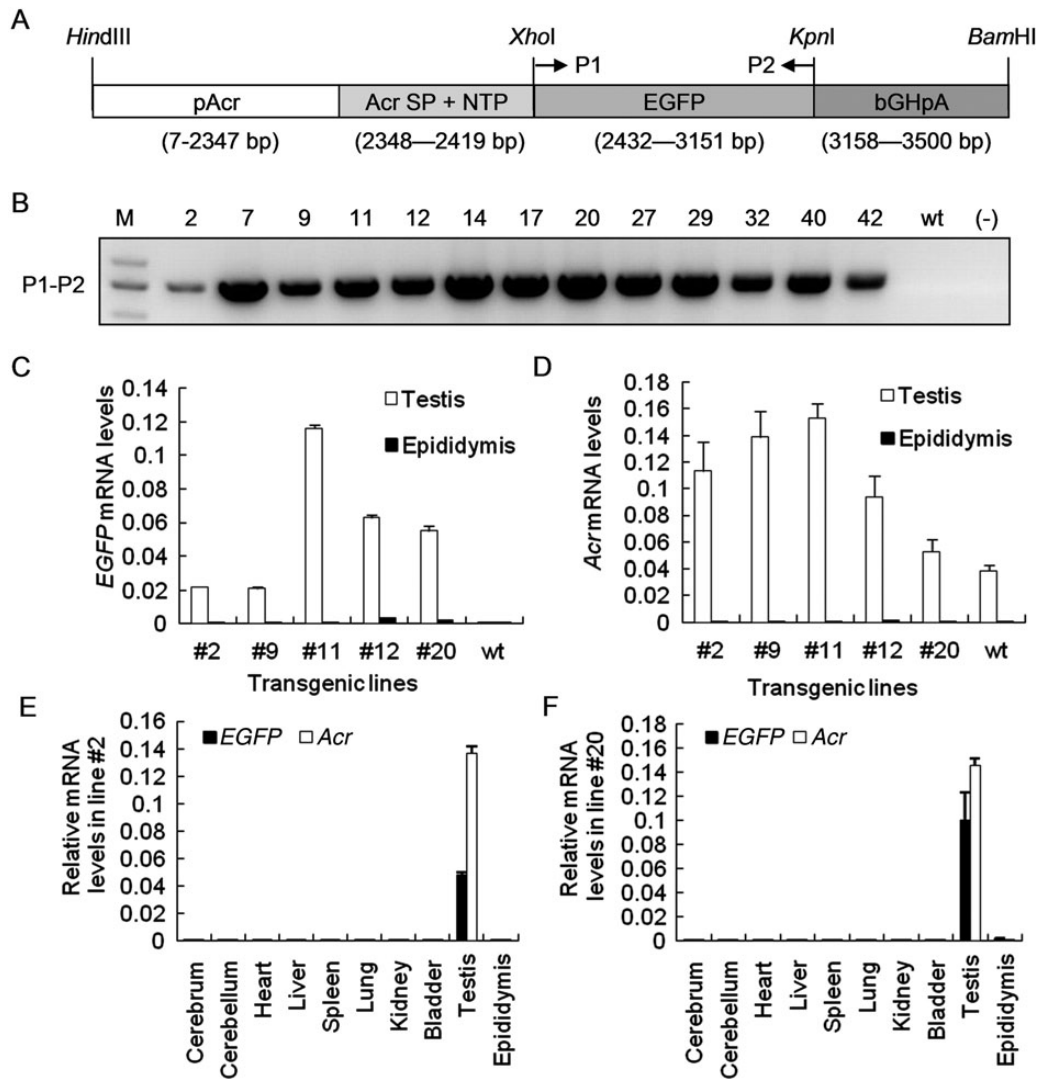 A
HindIII XhoI KpnI BamHI
P1 P2
pAcr Acr SP + NTP EGFP bGHpA
(7-2347 bp) (2348—2419 bp) (2432—3151 bp) (3158—3500 bp)
B
M 2 7 9 11 12 14 17 20 27 29 32 40 42 wt (-)
P1-P2
C
EGFP mRNA levels
0.14
0.12
0.1
0.08
0.06
0.04
0.02
0
Testis
Epididymis
#2 #9 #11 #12 #20 wt
Transgenic lines
D
Acr mRNA levels
0.18
0.16
0.14
0.12
0.1
0.08
0.06
0.04
0.02
0
Testis
Epididymis
#2 #9 #11 #12 #20 wt
Transgenic lines
E
Relative mRNA
levels in line #2
0.16
0.14
0.12
0.1
0.08
0.06
0.04
0.02
0
EGFP Acr
Cerebrum
Cerebellum
Heart
Liver
Spleen
Lung
Kidney
Bladder
Testis
Epididymis
F
Relative mRNA
levels in line #20
0.18
0.16
0.14
0.12
0.1
0.08
0.06
0.04
0.02
0
EGFP Acr
Cerebrum
Cerebellum
Heart
Liver
Spleen
Lung
Kidney
Bladder
Testis
Epididymis